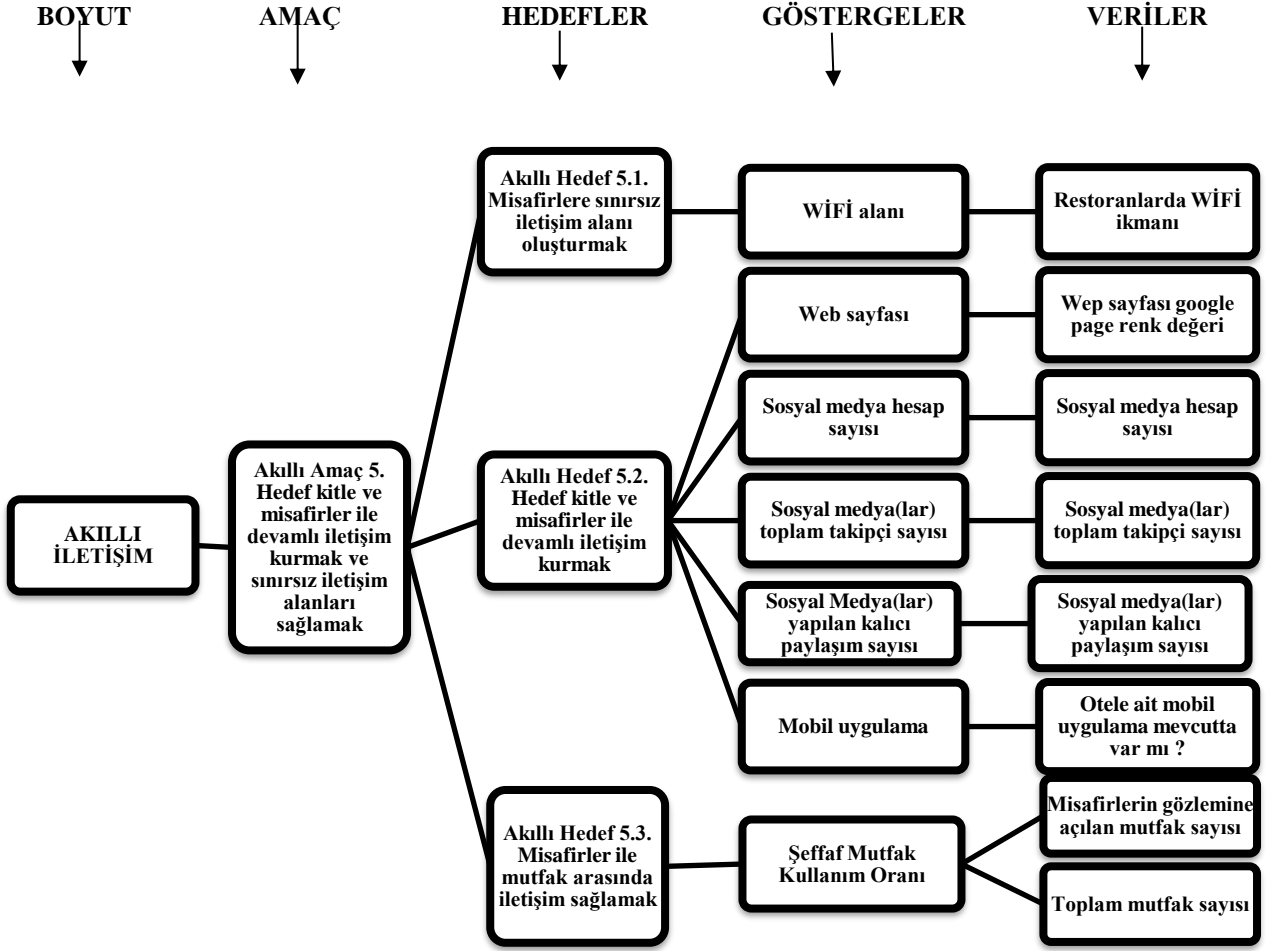 BOYUT
AMAÇ
HEDEFLER
GÖSTERGELER
VERİLER
AKILLI
İLETİŞİM
Akıllı Amaç 5.
Hedef kitle ve
misafirler ile
devamlı iletişim
kurmak ve
sınırsız iletişim
alanları
sağlamak
Akıllı Hedef 5.1.
Misafirlere sınırsız
iletişim alanı
oluşturmak
WİFİ alanı
Restoranlarda WİFİ
ikmanı
Akıllı Hedef 5.2.
Hedef kitle ve
misafirler ile
devamlı iletişim
kurmak
Web sayfası
Wep sayfası google
page renk değeri
Sosyal medya hesap
sayısı
Sosyal medya hesap
sayısı
Sosyal medya(lar)
toplam takipçi sayısı
Sosyal medya(lar)
toplam takipçi sayısı
Sosyal Medya(lar)
yapılan kalıcı
paylaşım sayısı
Sosyal medya(lar)
yapılan kalıcı
paylaşım sayısı
Mobil uygulama
Otele ait mobil
uygulama mevcutta
var mı ?
Akıllı Hedef 5.3.
Misafirler ile
mutfak arasında
iletişim sağlamak
Şeffaf Mutfak
Kullanım Oranı
Misafirlerin gözlemine
açılan mutfak sayısı
Toplam mutfak sayısı